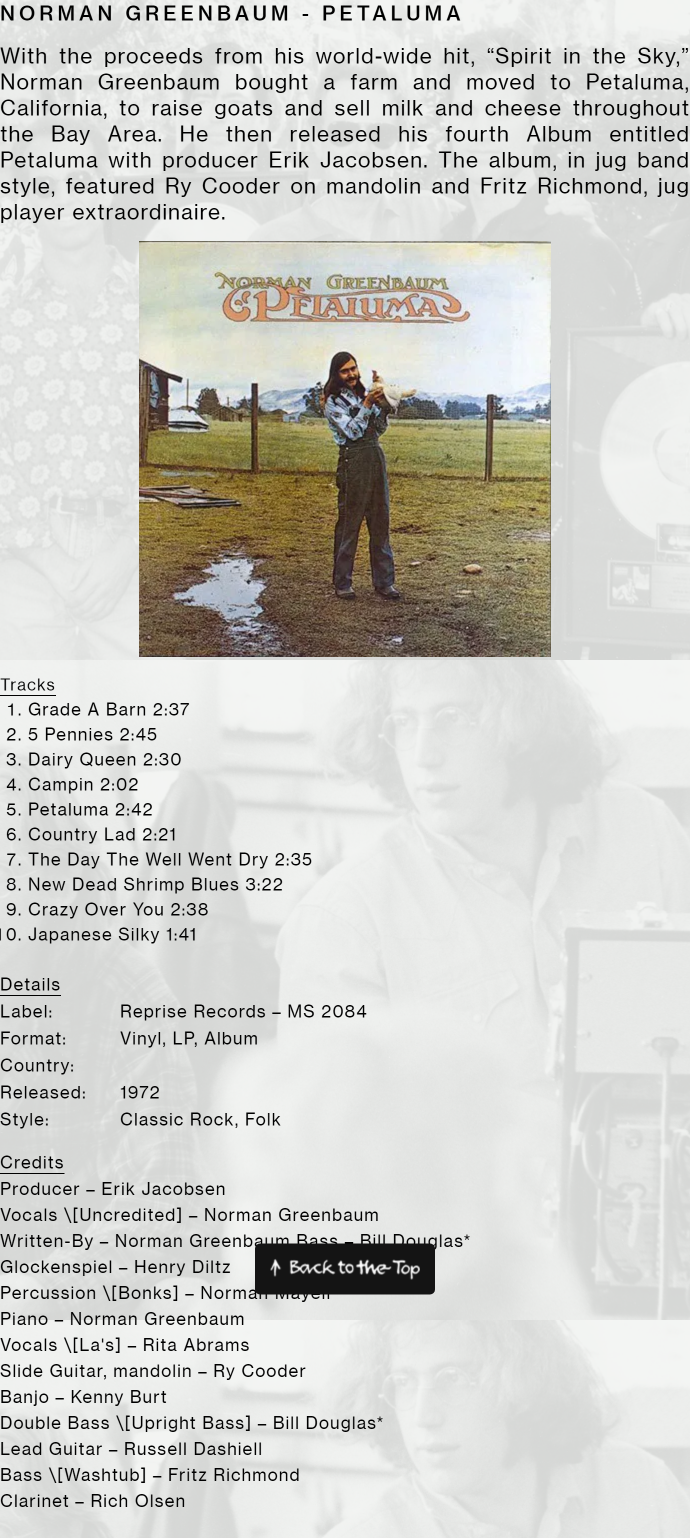 NORMAN GREENBAUM - PETALUMA
With the proceeds from his world-wide hit, “Spirit in the Sky,”
Norman Greenbaum bought a farm and moved to Petaluma,
California, to raise goats and sell milk and cheese throughout
the Bay Area. He then released his fourth Album entitled
Petaluma with producer Erik Jacobsen. The album, in jug band
style, featured Ry Cooder on mandolin and Fritz Richmond, jug
player extraordinaire.
NORMAN GREENBAUM
PETALUMA
Tracks
1. Grade A Barn 2:37
2. 5 Pennies 2:45
3. Dairy Queen 2:30
4. Campin 2:02
5. Petaluma 2:42
6. Country Lad 2:21
7. The Day The Well Went Dry 2:35
8. New Dead Shrimp Blues 3:22
9. Crazy Over You 2:38
10. Japanese Silky 1:41
Details
Label: Reprise Records – MS 2084
Format: Vinyl, LP, Album
Country:
Released: 1972
Style: Classic Rock, Folk
Credits
Producer – Erik Jacobsen
Vocals \[Uncredited] – Norman Greenbaum
Written-By – Norman Greenbaum Bass – Bill Douglas*
Glockenspiel – Henry Diltz
↑ Back to the Top
Percussion \[Bonks] – Norman Mayell
Piano – Norman Greenbaum
Vocals \[La's] – Rita Abrams
Slide Guitar, mandolin – Ry Cooder
Banjo – Kenny Burt
Double Bass \[Upright Bass] – Bill Douglas*
Lead Guitar – Russell Dashiell
Bass \[Washtub] – Fritz Richmond
Clarinet – Rich Olsen